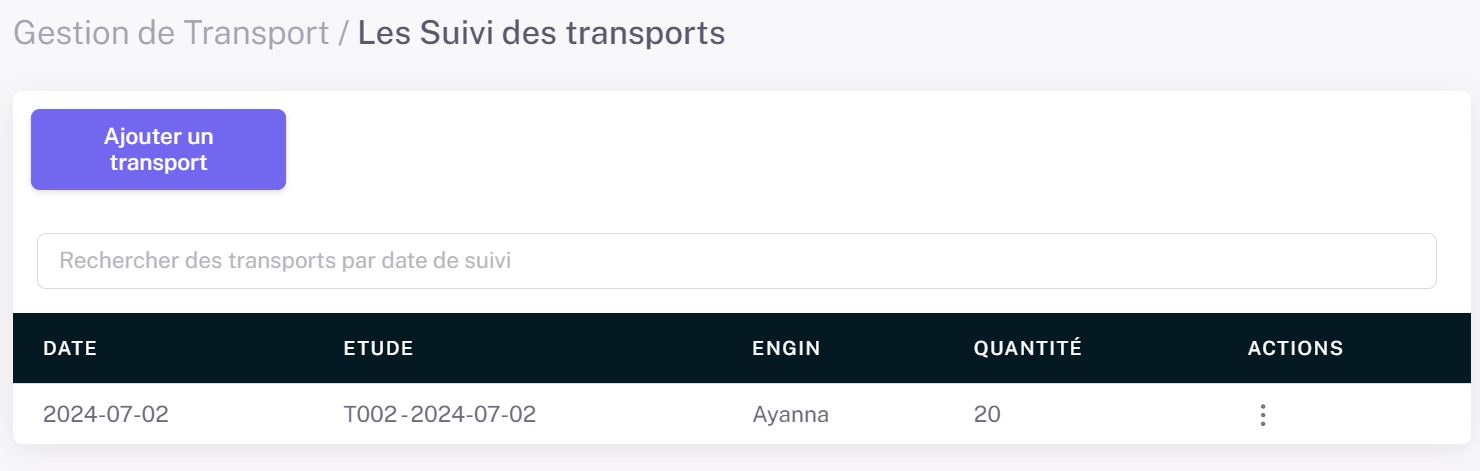 Gestion de Transport / Les Suivi des transports
Ajouter un
transport
Rechercher des transports par date de suivi
DATE ETUDE ENGIN QUANTITÉ ACTIONS
2024-07-02 T002-2024-07-02 Ayanna 20